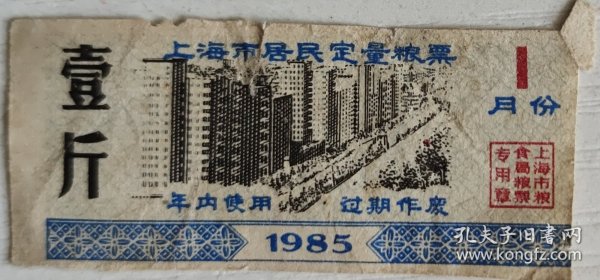 上海市居民定量粮票
壹斤
1
月份
上海市粮
食局粮票
专用章
年内使用 过期作废
1985
孔夫子旧书网
www.kongfz.com